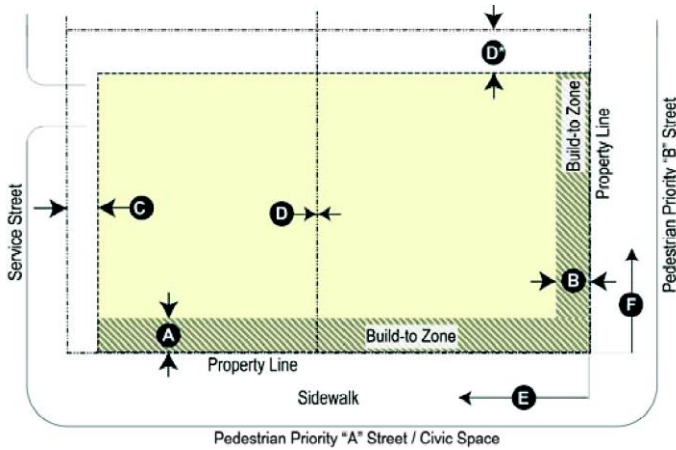 D*
Build-to Zone
Property Line
Pedestrian Priority "B" Street
Service Street
C
D
B
F
A
Build-to Zone
Property Line
Sidewalk
E
Pedestrian Priority "A" Street / Civic Space